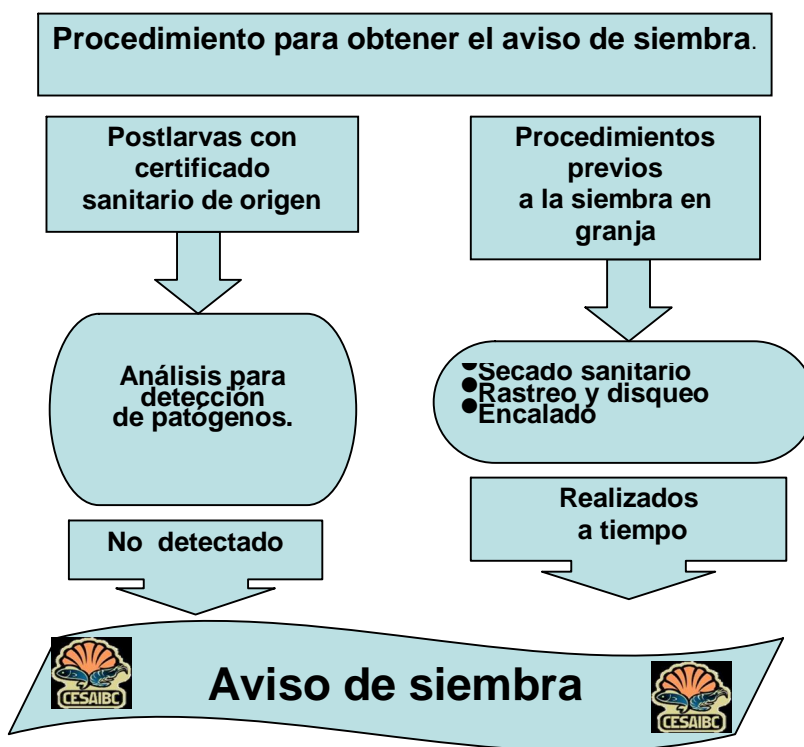 Procedimiento para obtener el aviso de siembra.
Postlarvas con
certificado
sanitario de origen
Procedimientos
previos
a la siembra en
granja
Análisis para
detección
de patógenos.
●Secado sanitario
●Rastreo y disqueo
●Encalado
No detectado
Realizados
a tiempo
Aviso de siembra
CESAIBC
CESAIBC